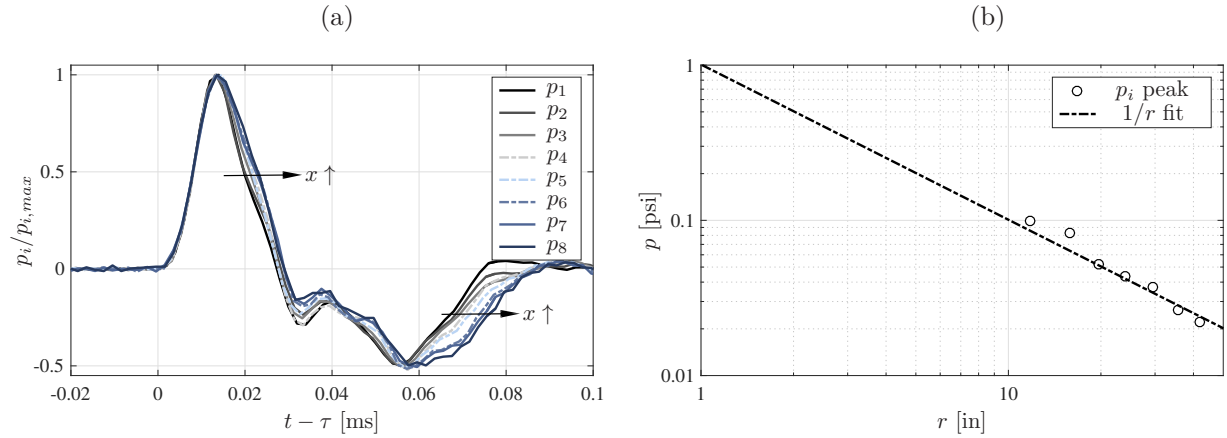 (a)
(b)
1
0.5
0
-0.5
p_i/p_{i,max}
-0.02
0
0.02
0.04
0.06
0.08
0.1
t − τ [ms]
x ↑
x ↑
p_1
p_2
p_3
p_4
p_5
p_6
p_7
p_8
1
0.1
0.01
p [psi]
1
10
r [in]
p_i peak
1/r fit